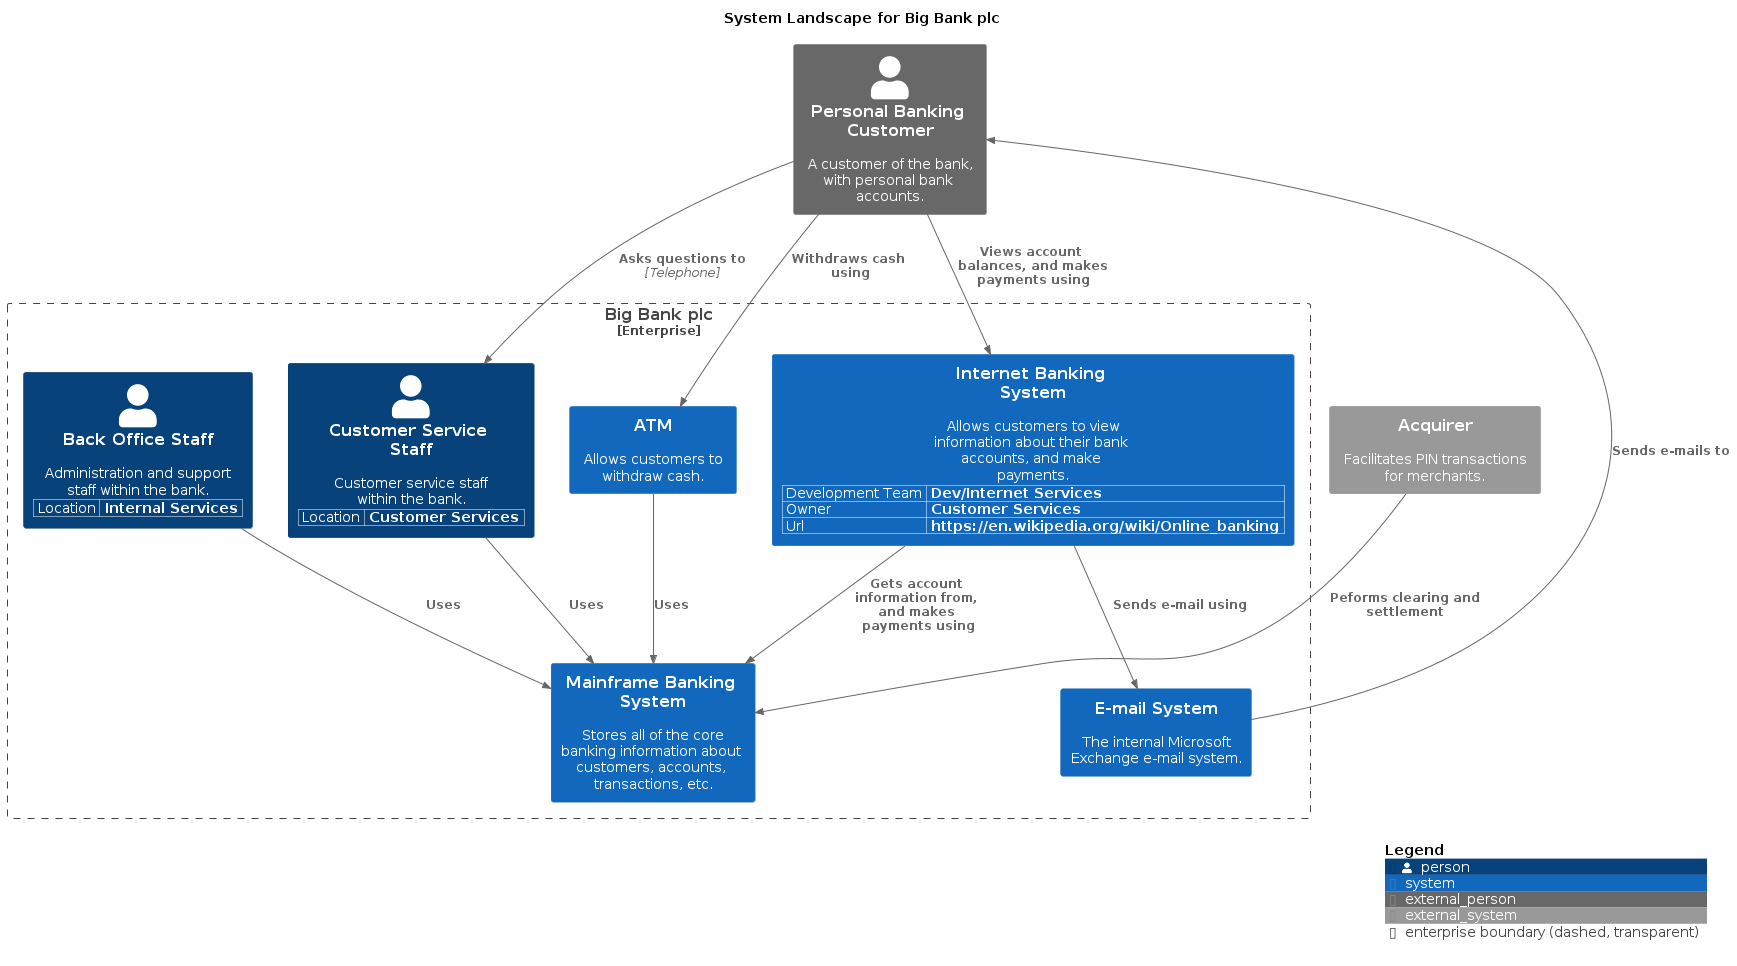 System Landscape for Big Bank plc
Personal Banking
Customer
A customer of the bank,
with personal bank
accounts.
Asks questions to
[Telephone]
Withdraws cash
using
Views account
balances, and makes
payments using
Big Bank plc
[Enterprise]
Back Office Staff
Administration and support
staff within the bank.
Location Internal Services
Customer Service
Staff
Customer service staff
within the bank.
Location Customer Services
ATM
Allows customers to
withdraw cash.
Internet Banking
System
Allows customers to view
information about their bank
accounts, and make
payments.
Development Team Dev/Internet Services
Owner Customer Services
Url https://en.wikipedia.org/wiki/Online_banking
Acquirer
Facilitates PIN transactions
for merchants.
Sends e-mails to
Uses
Uses
Uses
Gets account
information from,
and makes
payments using
Sends e-mail using
Peforms clearing and
settlement
Mainframe Banking
System
Stores all of the core
banking information about
customers, accounts,
transactions, etc.
E-mail System
The internal Microsoft
Exchange e-mail system.
Legend
person
system
external_person
external_system
enterprise boundary (dashed, transparent)